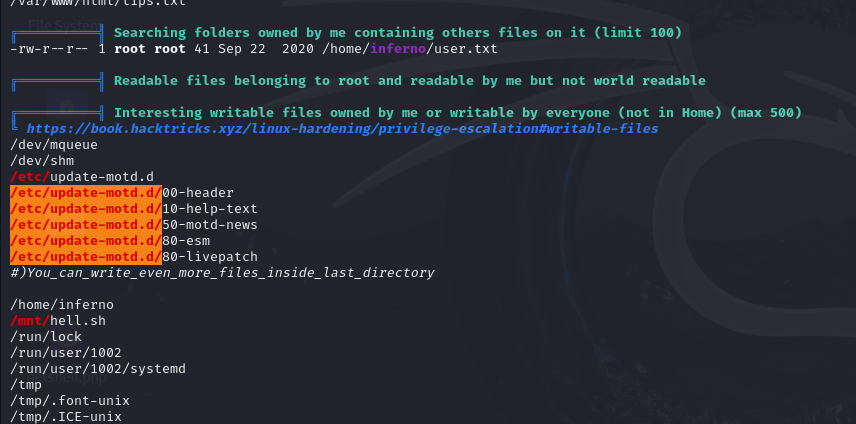 /var/www/html/tips.txt
Searching folders owned by me containing others files on it (limit 100)
-rw-r--r-- 1 root root 41 Sep 22  2020 /home/inferno/user.txt
Readable files belonging to root and readable by me but not world readable
Interesting writable files owned by me or writable by everyone (not in Home) (max 500)
https://book.hacktricks.xyz/linux-hardening/privilege-escalation#writable-files
/dev/mqueue
/dev/shm
/etc/update-motd.d
/etc/update-motd.d/00-header
/etc/update-motd.d/10-help-text
/etc/update-motd.d/50-motd-news
/etc/update-motd.d/80-esm
/etc/update-motd.d/80-livepatch
#)You_can_write_even_more_files_inside_last_directory
/home/inferno
/mnt/hell.sh
/run/lock
/run/user/1002
/run/user/1002/systemd
/tmp
/tmp/.font-unix
/tmp/.ICE-unix